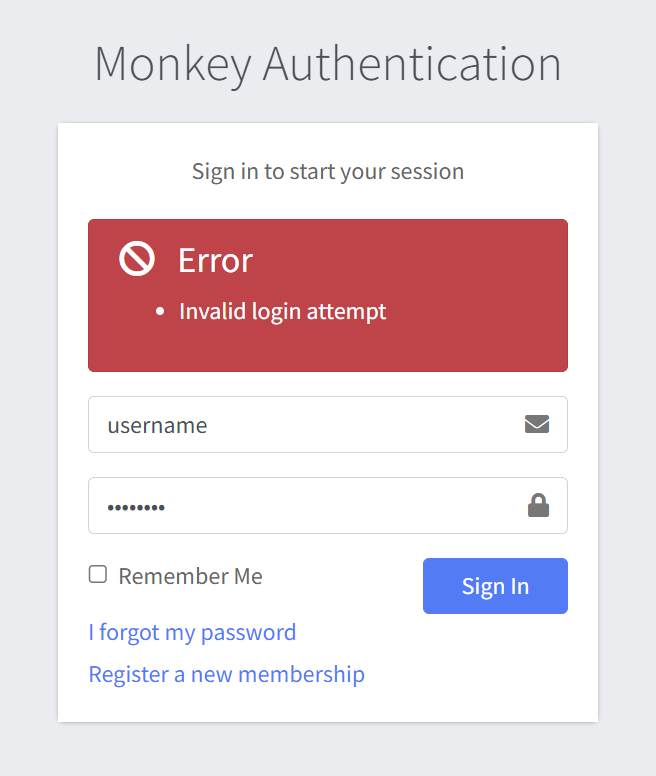 Monkey Authentication
Sign in to start your session
Error
Invalid login attempt
username
••••••••
Remember Me
Sign In
I forgot my password
Register a new membership